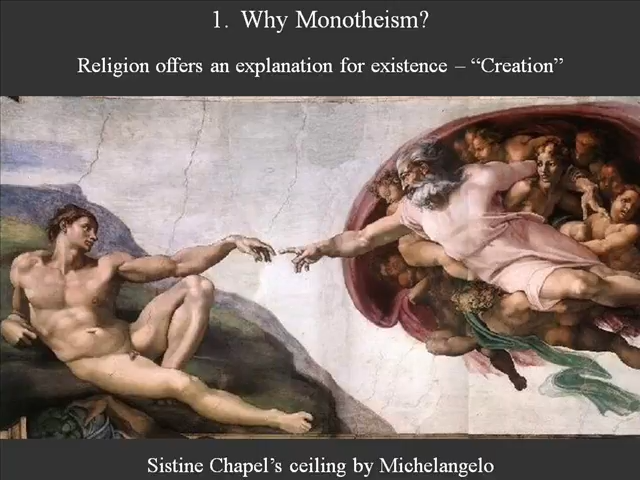 1. Why Monotheism?
Religion offers an explanation for existence – “Creation”
Sistine Chapel’s ceiling by Michelangelo